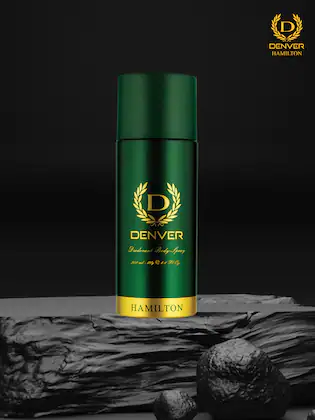 D
DENVER
HAMILTON
D
DENVER
Deodorant Body-Spray
HAMILTON